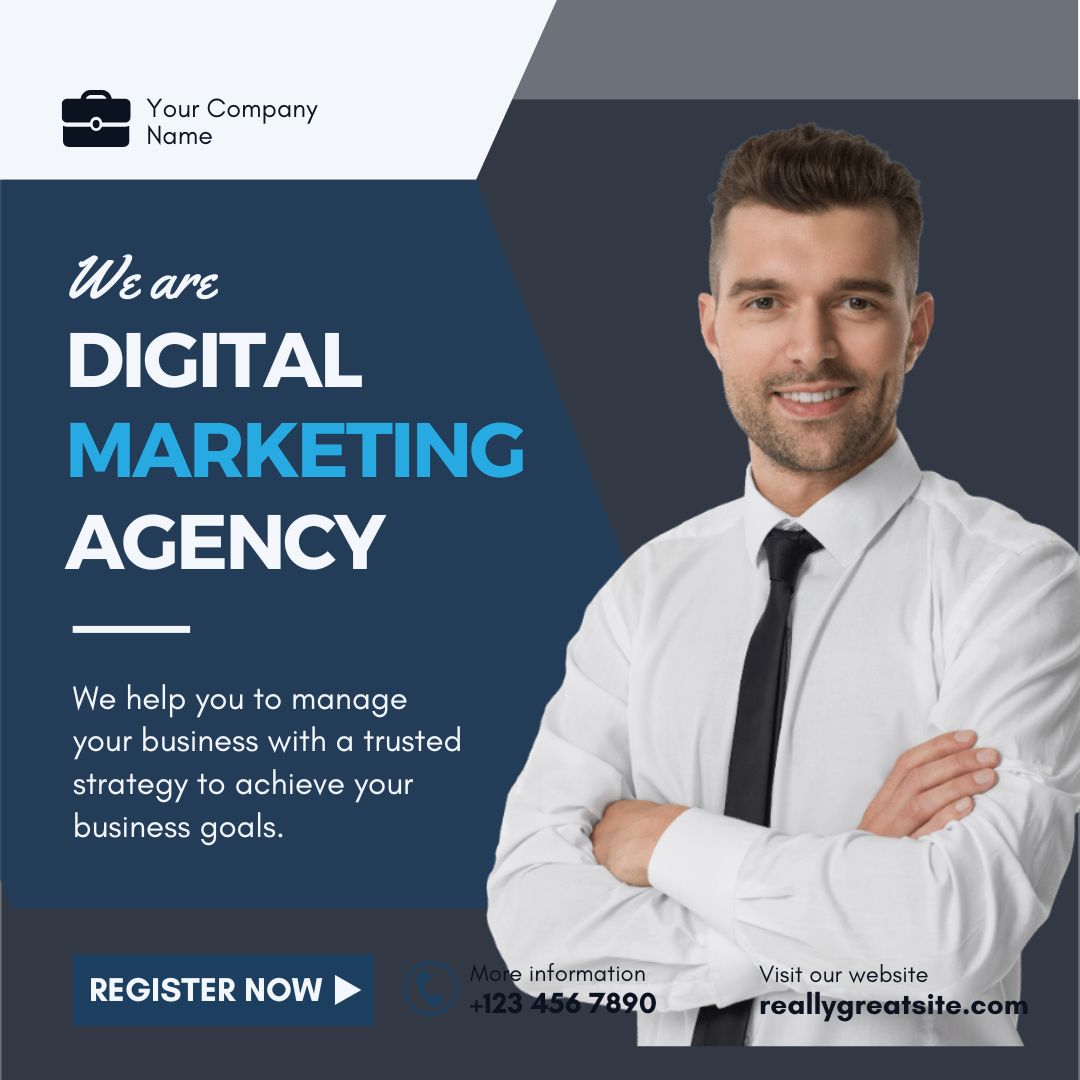 Your Company
Name
We are
DIGITAL
MARKETING
AGENCY
We help you to manage
your business with a trusted
strategy to achieve your
business goals.
REGISTER NOW
More information
+123 456 7890
Visit our website
reallygreatsite.com